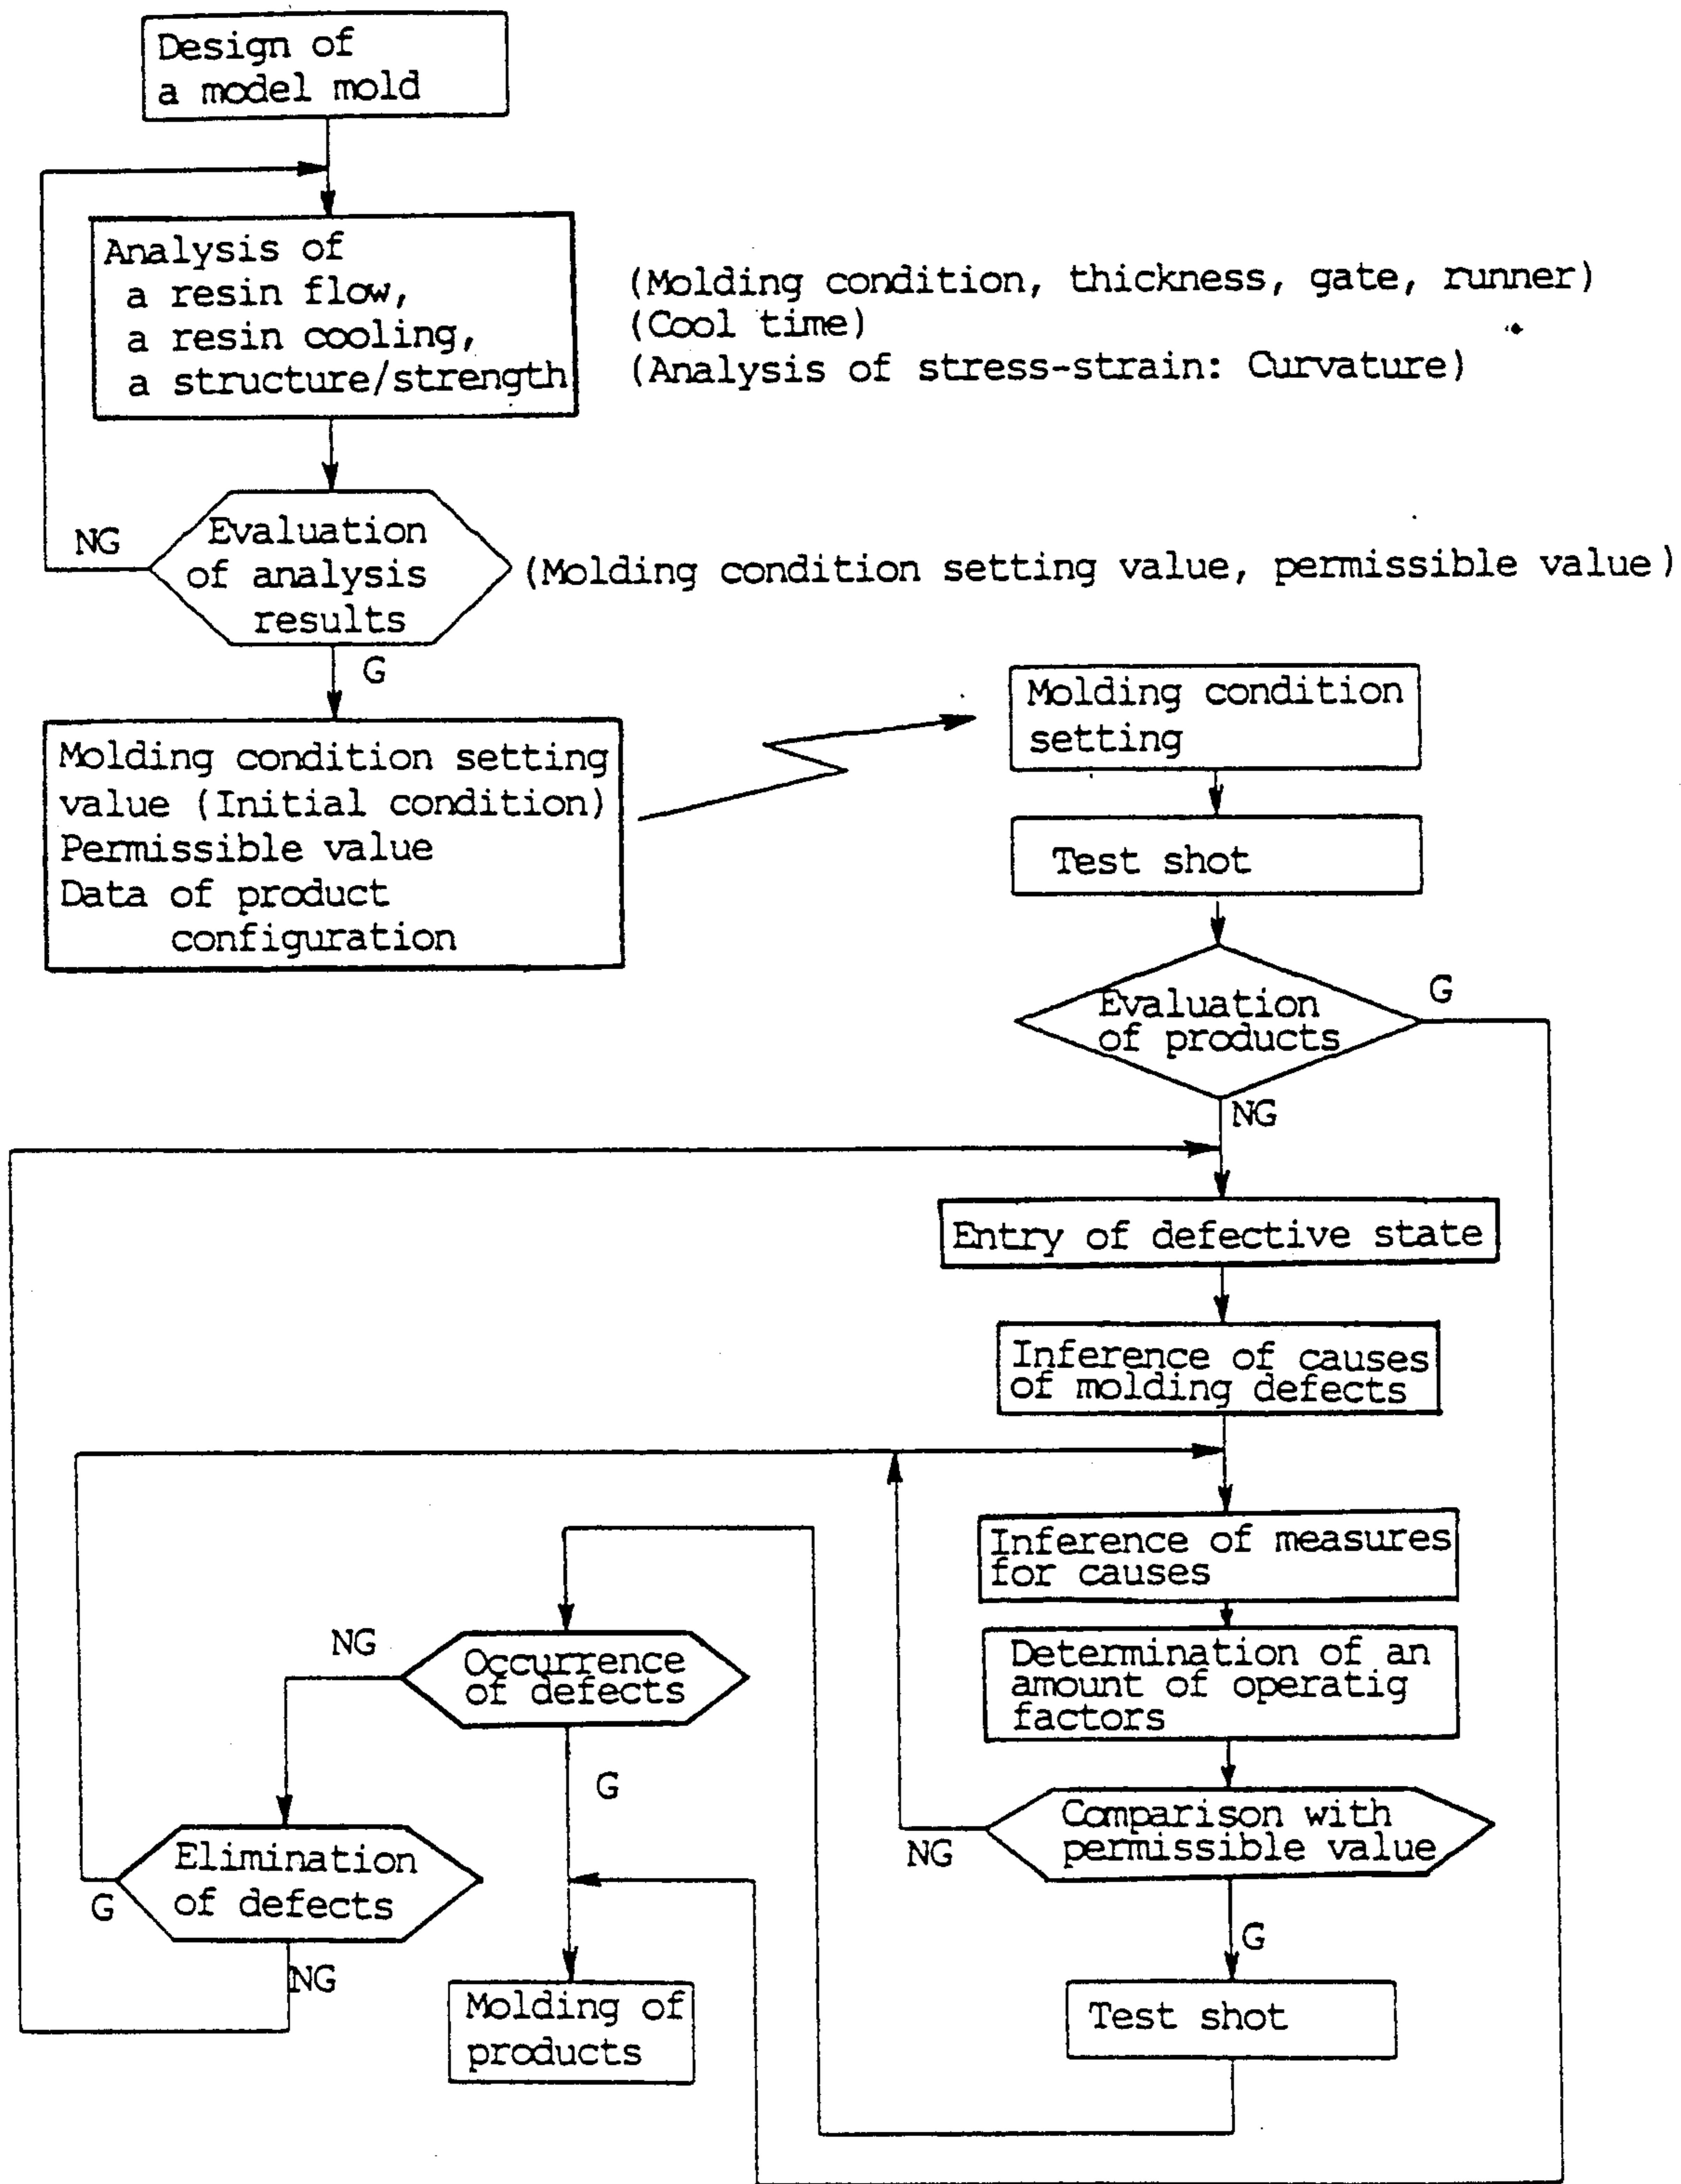 Design of
a model mold
Analysis of
a resin flow,
a resin cooling,
a structure/strength
(Molding condition, thickness, gate, runner)
(Cool time)
(Analysis of stress-strain: Curvature)
NG
Evaluation
of analysis
results
(Molding condition setting value, permissible value)
G
Molding condition setting
value (Initial condition)
Permissible value
Data of product
configuration
Molding condition
setting
Test shot
Evaluation
of products
G
NG
Entry of defective state
Inference of causes
of molding defects
Inference of measures
for causes
Determination of an
amount of operatig
factors
Comparison with
permissible value
NG
G
Test shot
Occurrence
of defects
NG
G
Elimination
of defects
G
NG
Molding of
products